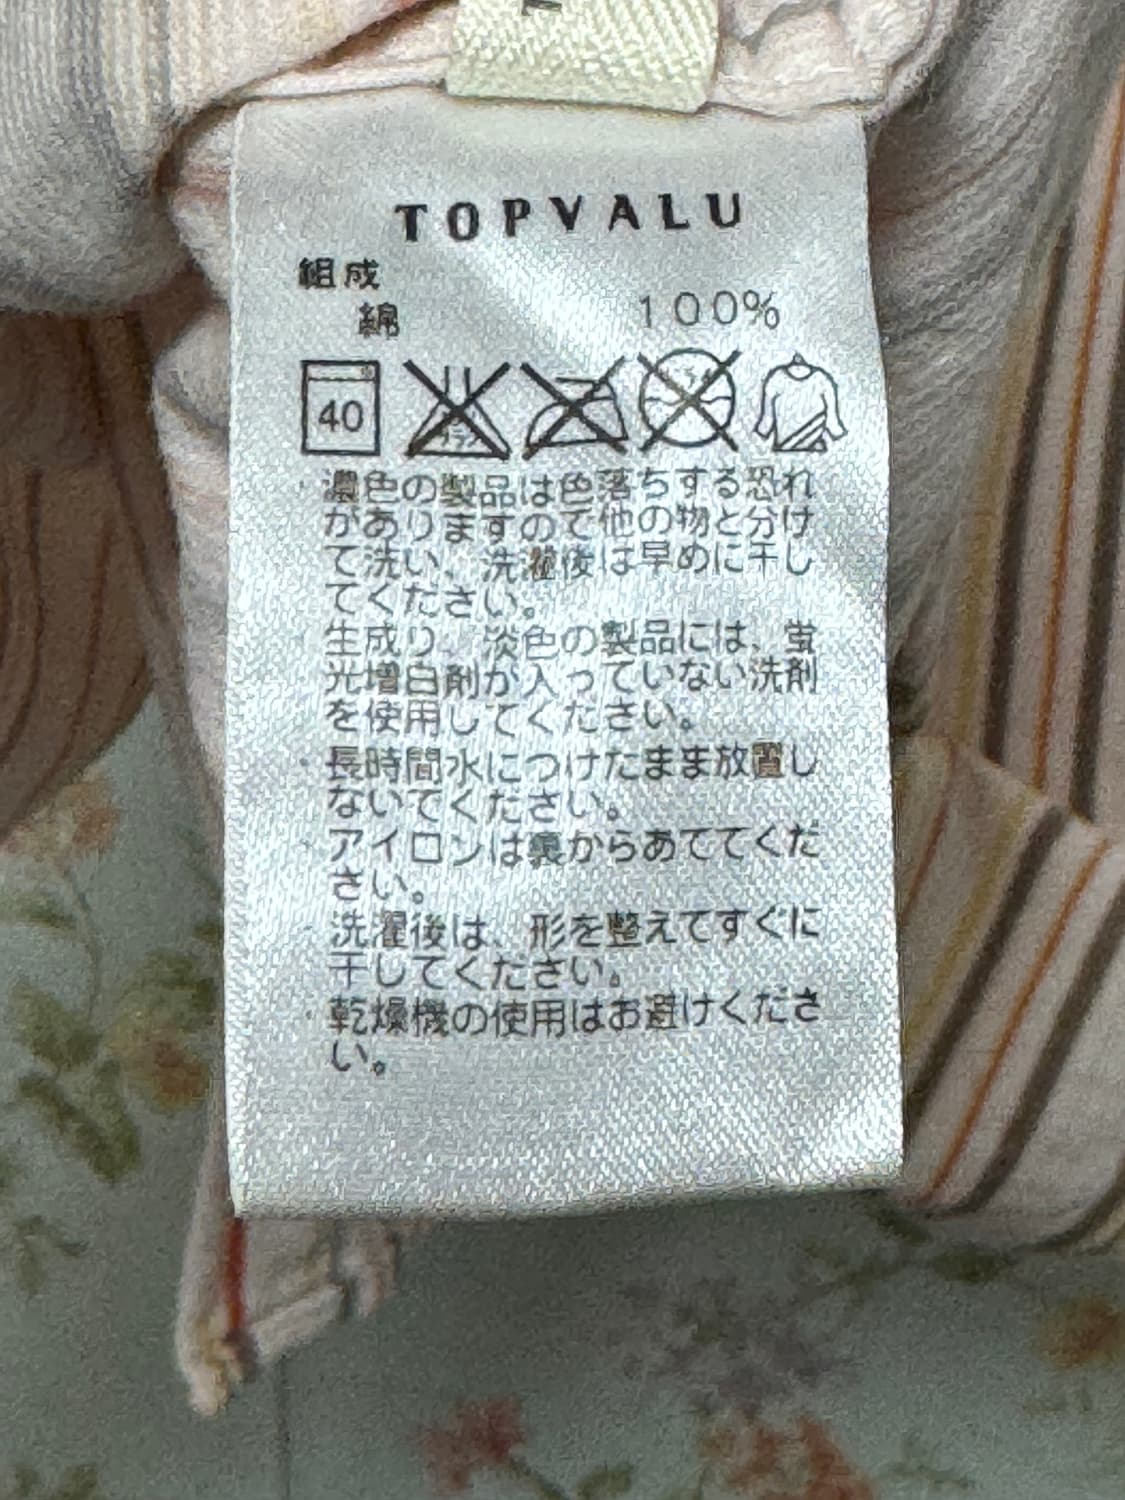 TOPVALU
組成
綿 100%
40
・濃色の製品は色落ちする恐れ
がありますので他の物と分け
て洗い、洗濯後は早めに干し
てください。
生成り、淡色の製品には、蛍
光増白剤が入っていない洗剤
を使用してください。
・長時間水につけたまま放置し
ないでください。
・アイロンは裏からあててくだ
さい。
・洗濯後は、形を整えてすぐに
干してください。
・乾燥機の使用はお避けくださ
い。